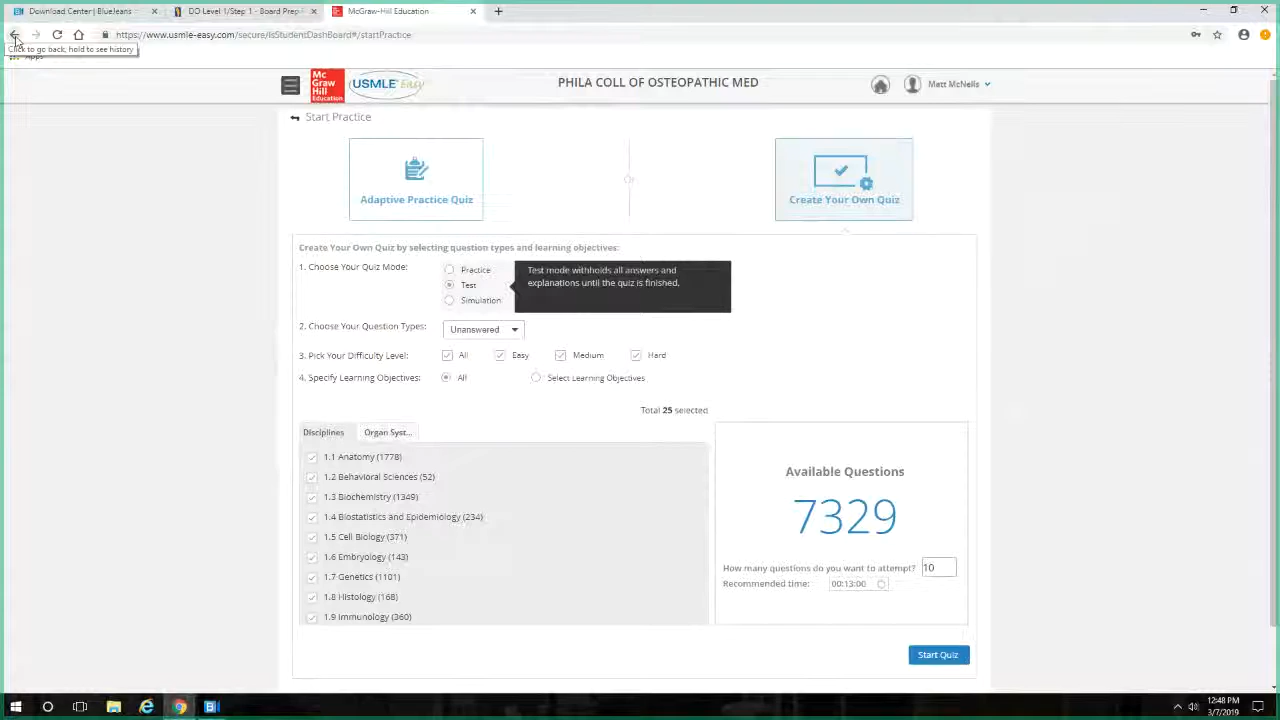 Download Center | BlueJeans
DO Level 1/Step 1 - Board Prep
McGraw-Hill Education
https://www.usmle-easy.com/secure/isStudentDashBoard#/startPractice
Click to go back, hold to see history
Apps
Mc
Graw
Hill
Education
USMLE Easy
PHILA COLL OF OSTEOPATHIC MED
Matt McNelis
Start Practice
Adaptive Practice Quiz
Or
Create Your Own Quiz
Create Your Own Quiz by selecting question types and learning objectives:
1. Choose Your Quiz Mode:
Practice
Test
Simulation
Test mode withholds all answers and
explanations until the quiz is finished.
2. Choose Your Question Types:
Unanswered
3. Pick Your Difficulty Level:
All
Easy
Medium
Hard
4. Specify Learning Objectives:
All
Select Learning Objectives
Total 25 selected
Disciplines
Organ Syst...
1.1 Anatomy (1778)
1.2 Behavioral Sciences (52)
1.3 Biochemistry (1349)
1.4 Biostatistics and Epidemiology (234)
1.5 Cell Biology (371)
1.6 Embryology (143)
1.7 Genetics (1101)
1.8 Histology (168)
1.9 Immunology (360)
Available Questions
7329
How many questions do you want to attempt? 10
Recommended time: 00:13:00
Start Quiz
12:48 PM
3/7/2019